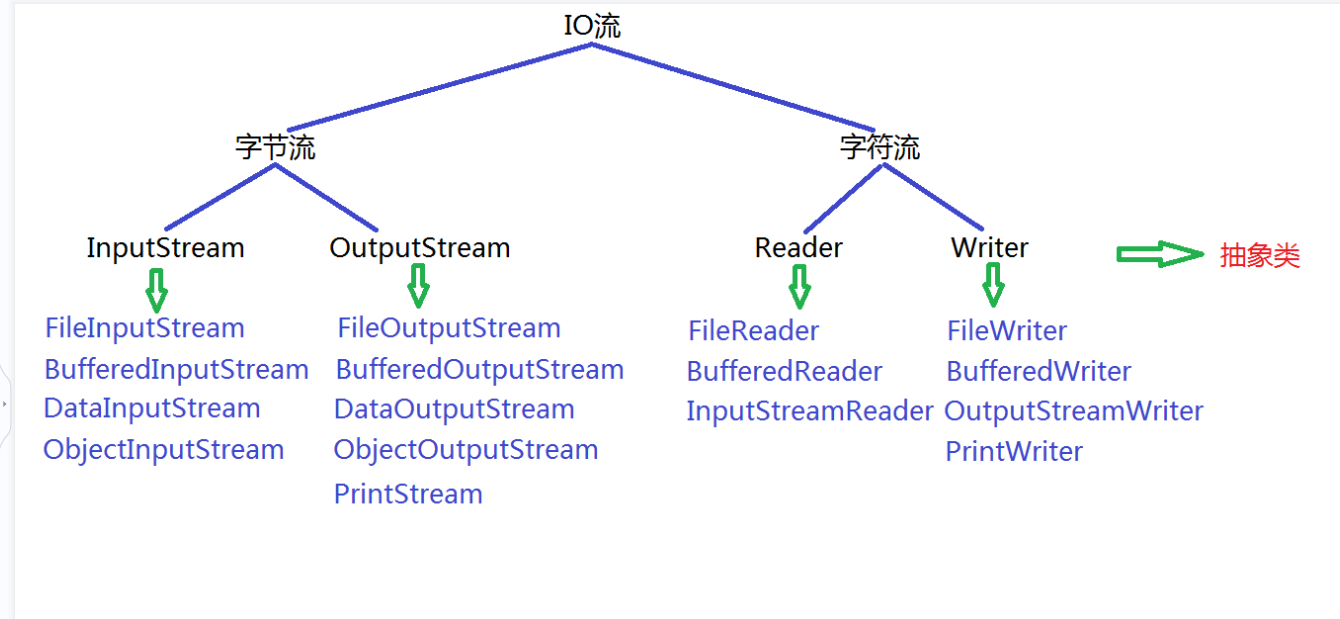 IO流
字节流 字符流
InputStream OutputStream Reader Writer 抽象类
FileInputStream FileOutputStream FileReader FileWriter
BufferedInputStream BufferedOutputStream BufferedReader BufferedWriter
DataInputStream DataOutputStream InputStreamReader OutputStreamWriter
ObjectInputStream ObjectOutputStream PrintWriter
PrintStream